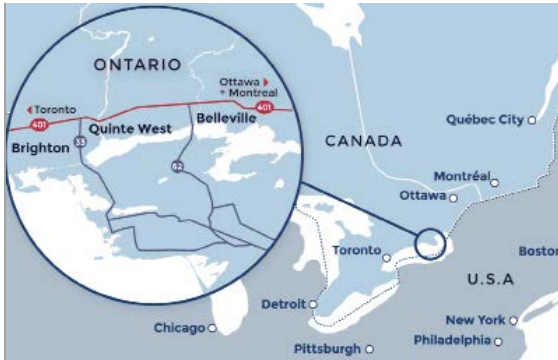 ONTARIO
Toronto
Ottawa
+ Montreal
401
401
Brighton
Quinte West
Belleville
33
CANADA
Québec City
Montréal
Ottawa
Toronto
Boston
U.S.A
Detroit
Chicago
New York
Pittsburgh
Philadelphia